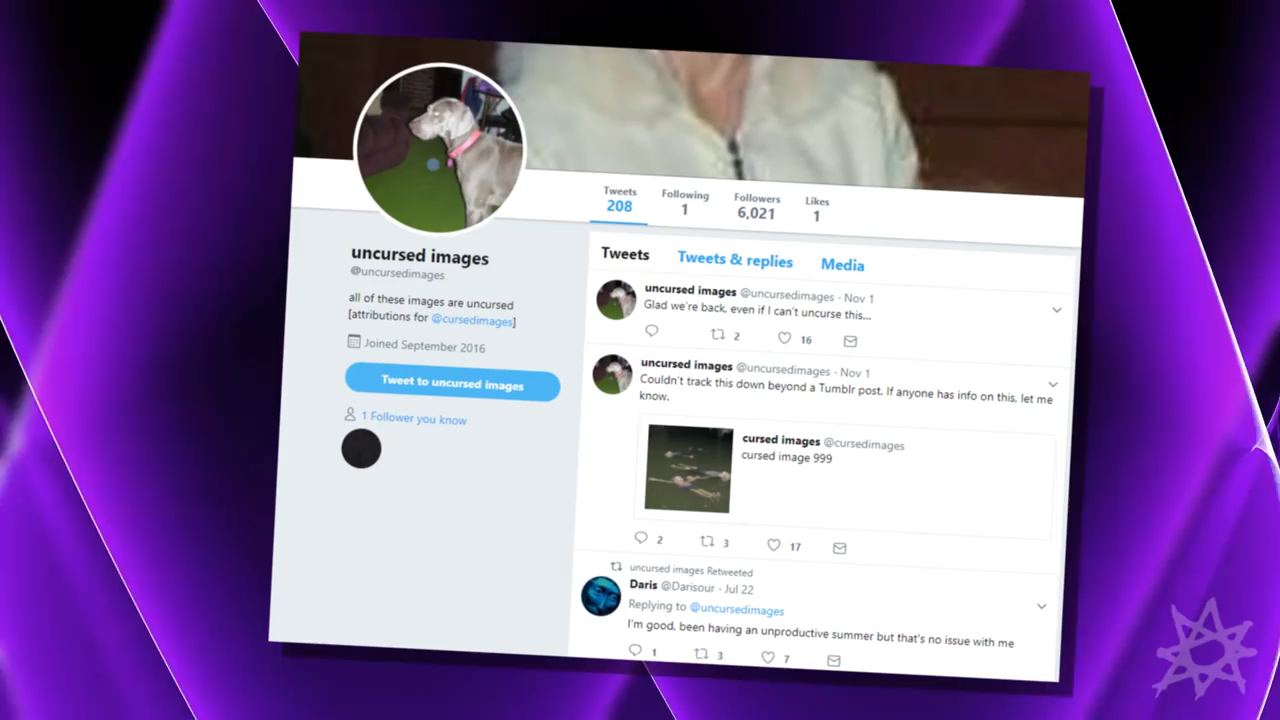 Tweets
208
Following
1
Followers
6,021
Likes
1
uncursed images
@uncursedimages
all of these images are uncursed
[attributions for @cursedimages]
Joined September 2016
Tweet to uncursed images
1 Follower you know
Tweets
Tweets & replies
Media
uncursed images @uncursedimages · Nov 1
Glad we're back, even if I can't uncurse this...
2
16
uncursed images @uncursedimages · Nov 1
Couldn't track this down beyond a Tumblr post. If anyone has info on this, let me
know.
cursed images @cursedimages
cursed image 999
2
3
17
uncursed images Retweeted
Daris @Darisour · Jul 22
Replying to @uncursedimages
I'm good, been having an unproductive summer but that's no issue with me
1
3
7